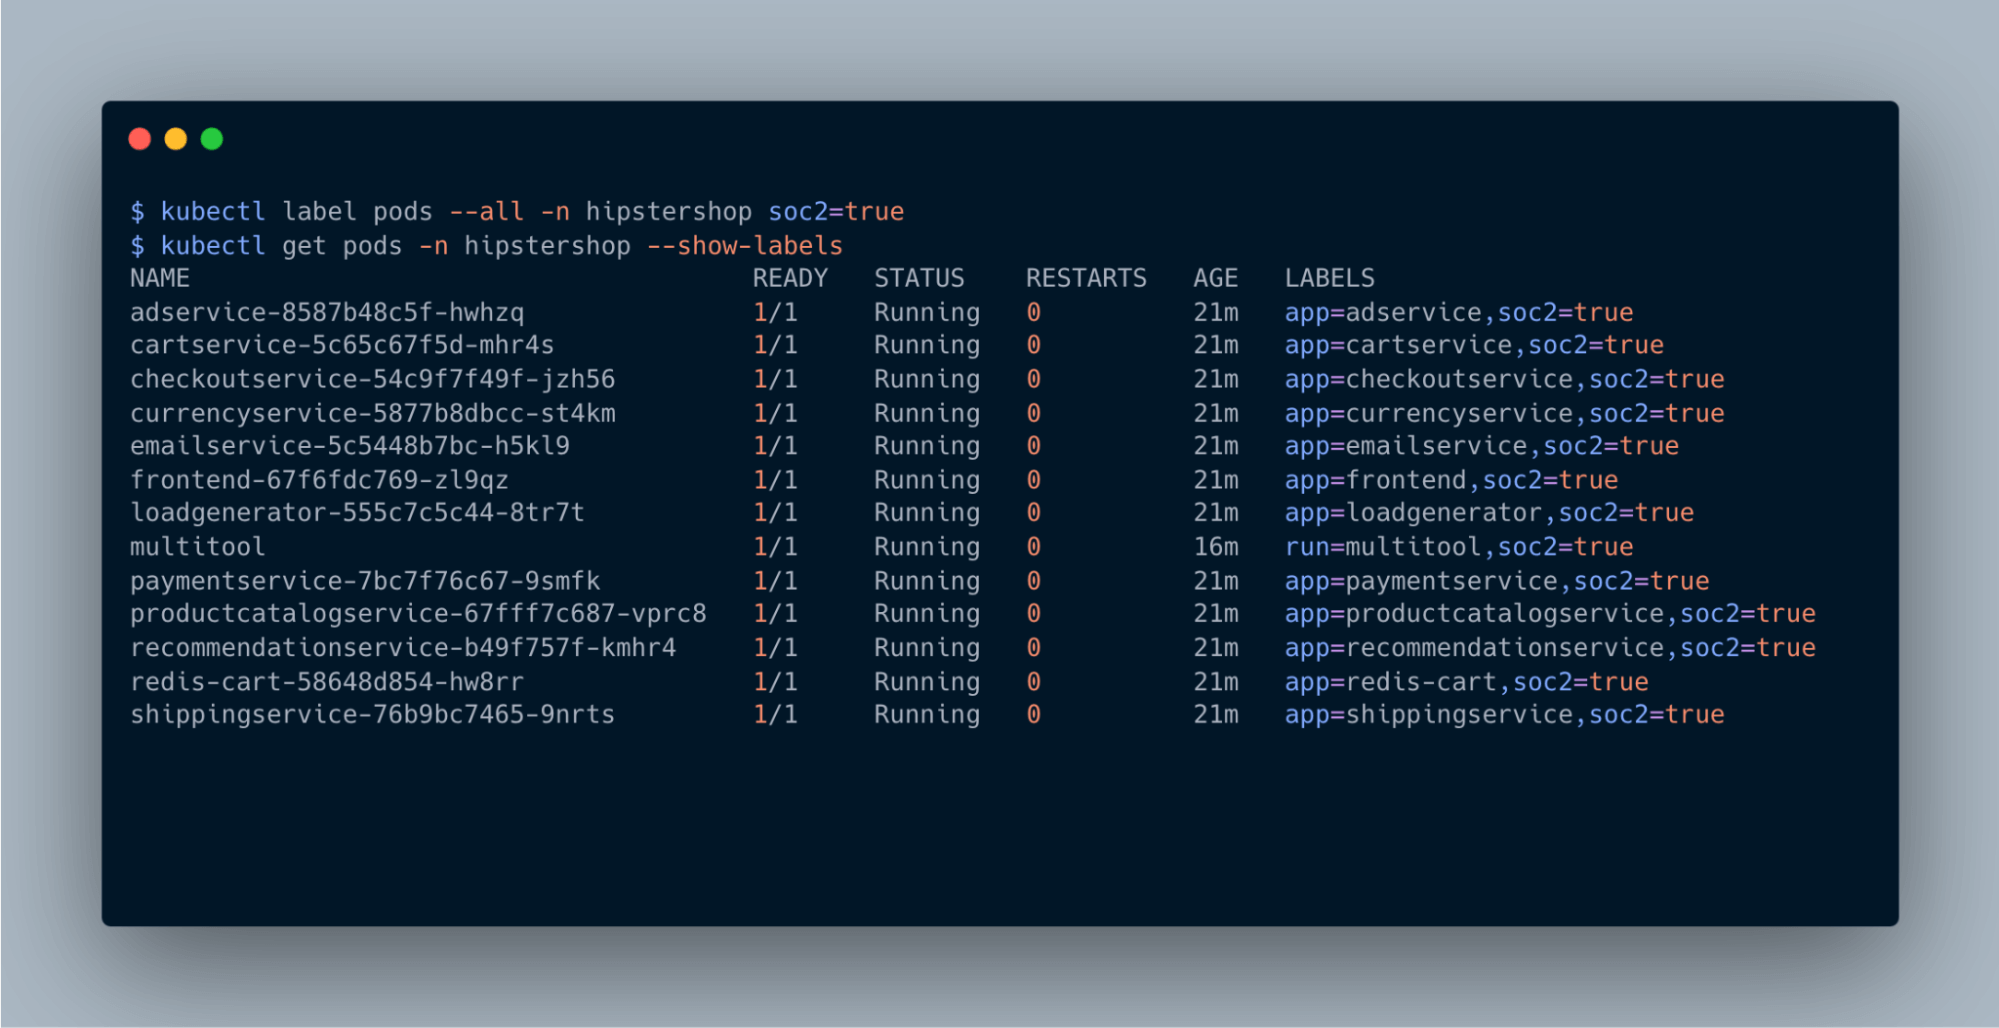 $ kubectl label pods --all -n hipstershop soc2=true
$ kubectl get pods -n hipstershop --show-labels
NAME                                     READY   STATUS    RESTARTS   AGE   LABELS
adservice-8587b48c5f-hwhzq               1/1     Running   0          21m   app=adservice,soc2=true
cartservice-5c65c67f5d-mhr4s             1/1     Running   0          21m   app=cartservice,soc2=true
checkoutservice-54c9f7f49f-jzh56         1/1     Running   0          21m   app=checkoutservice,soc2=true
currencyservice-5877b8dbcc-st4km         1/1     Running   0          21m   app=currencyservice,soc2=true
emailservice-5c5448b7bc-h5kl9            1/1     Running   0          21m   app=emailservice,soc2=true
frontend-67f6fdc769-zl9qz                1/1     Running   0          21m   app=frontend,soc2=true
loadgenerator-555c7c5c44-8tr7t           1/1     Running   0          21m   app=loadgenerator,soc2=true
multitool                                1/1     Running   0          16m   run=multitool,soc2=true
paymentservice-7bc7f76c67-9smfk          1/1     Running   0          21m   app=paymentservice,soc2=true
productcatalogservice-67fff7c687-vprc8   1/1     Running   0          21m   app=productcatalogservice,soc2=true
recommendationservice-b49f757f-kmhr4     1/1     Running   0          21m   app=recommendationservice,soc2=true
redis-cart-58648d854-hw8rr               1/1     Running   0          21m   app=redis-cart,soc2=true
shippingservice-76b9bc7465-9nrts         1/1     Running   0          21m   app=shippingservice,soc2=true